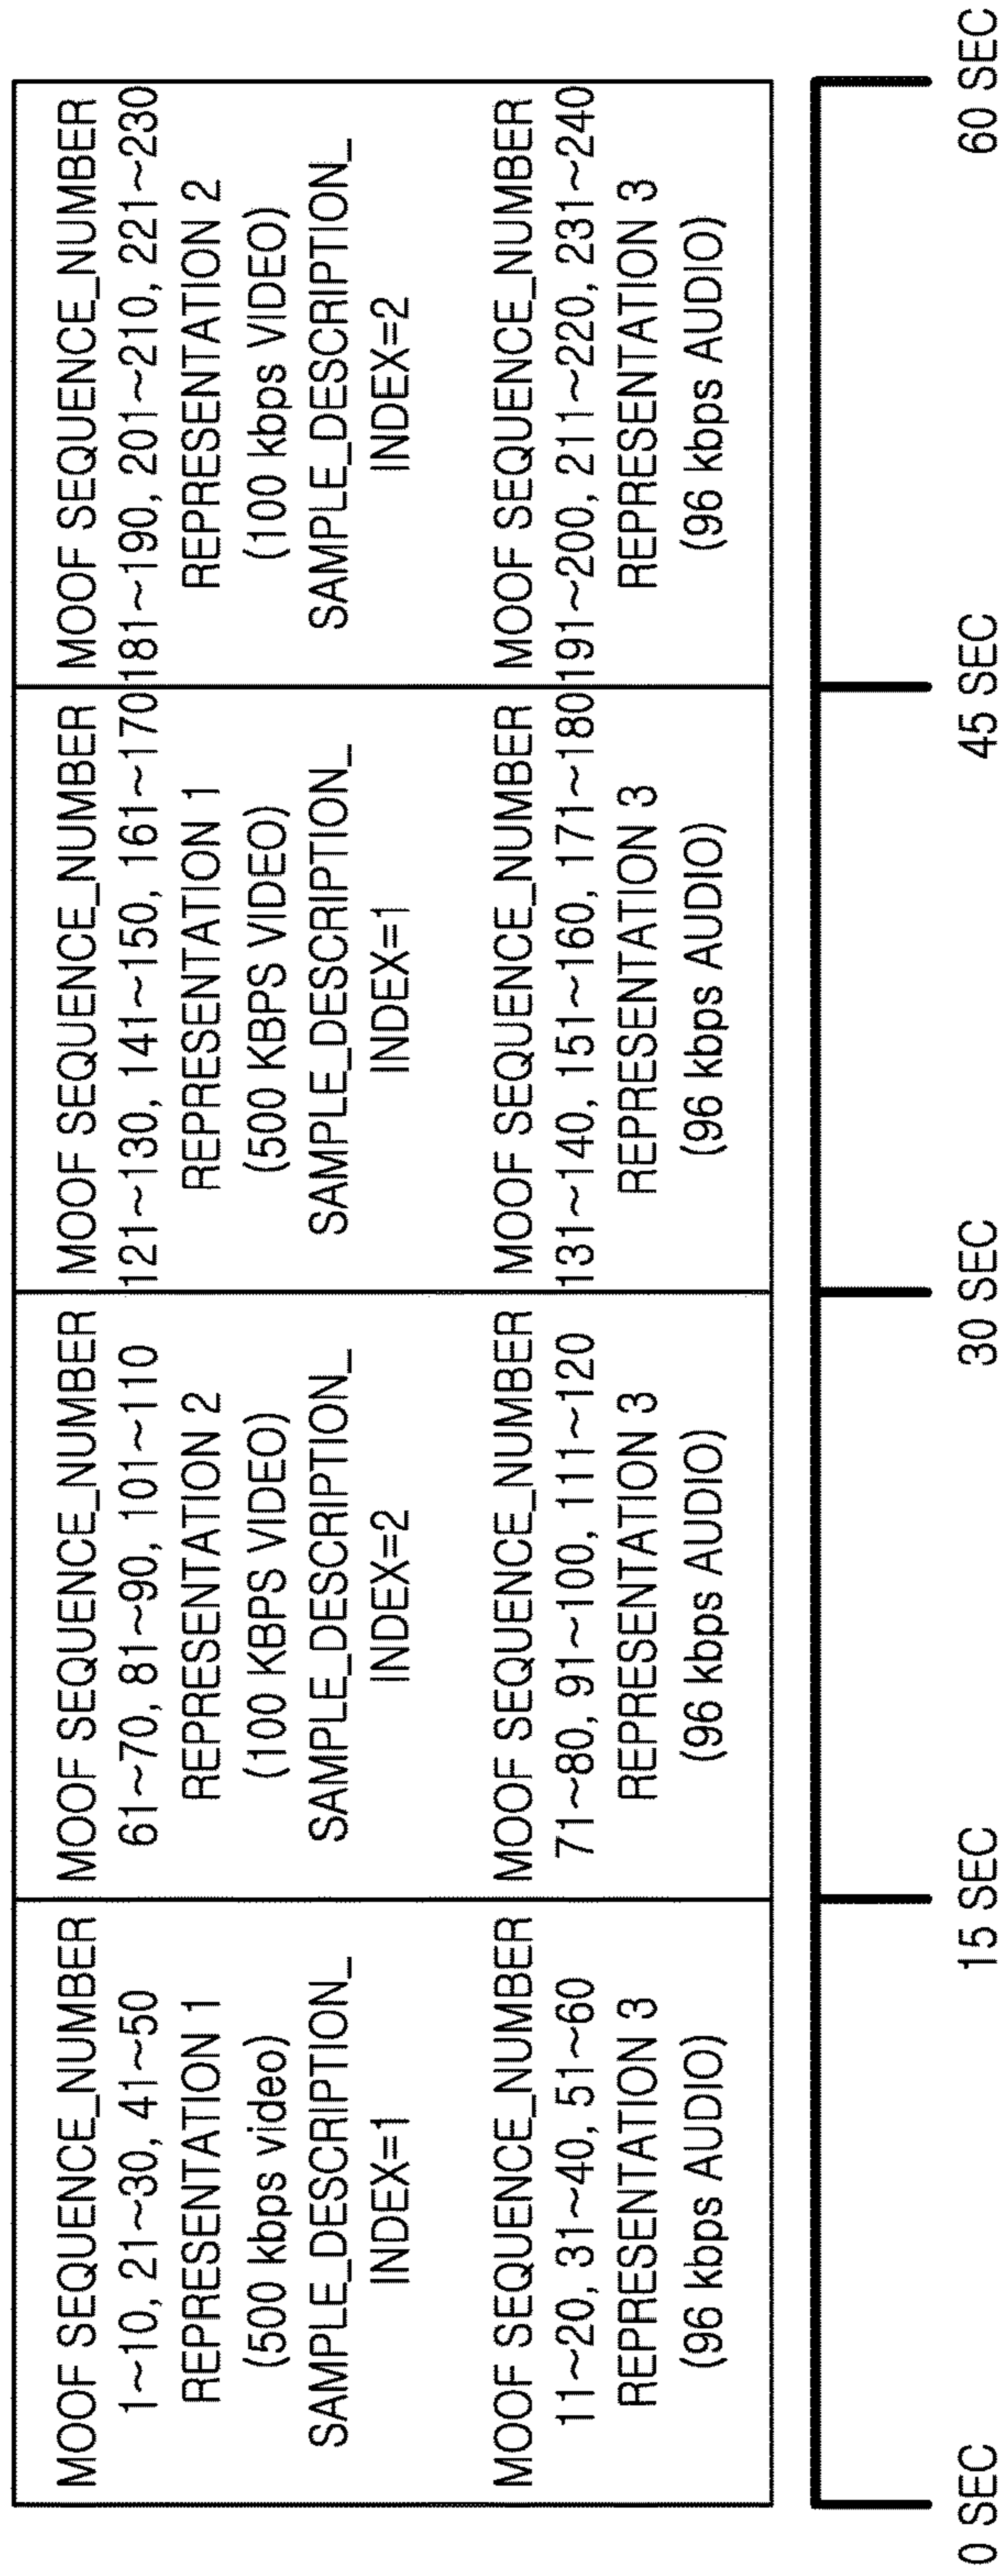 MOOF SEQUENCE_NUMBER
1~10, 21~30, 41~50
REPRESENTATION 1
(500 kbps video)
SAMPLE_DESCRIPTION_
INDEX=1
MOOF SEQUENCE_NUMBER
11~20, 31~40, 51~60
REPRESENTATION 3
(96 kbps AUDIO)
MOOF SEQUENCE_NUMBER
61~70, 81~90, 101~110
REPRESENTATION 2
(100 KBPS VIDEO)
SAMPLE_DESCRIPTION_
INDEX=2
MOOF SEQUENCE_NUMBER
71~80, 91~100, 111~120
REPRESENTATION 3
(96 kbps AUDIO)
MOOF SEQUENCE_NUMBER
121~130, 141~150, 161~170
REPRESENTATION 1
(500 KBPS VIDEO)
SAMPLE_DESCRIPTION_
INDEX=1
MOOF SEQUENCE_NUMBER
131~140, 151~160, 171~180
REPRESENTATION 3
(96 kbps AUDIO)
MOOF SEQUENCE_NUMBER
181~190, 201~210, 221~230
REPRESENTATION 2
(100 kbps VIDEO)
SAMPLE_DESCRIPTION_
INDEX=2
MOOF SEQUENCE_NUMBER
191~200, 211~220, 231~240
REPRESENTATION 3
(96 kbps AUDIO)
0 SEC
15 SEC
30 SEC
45 SEC
60 SEC